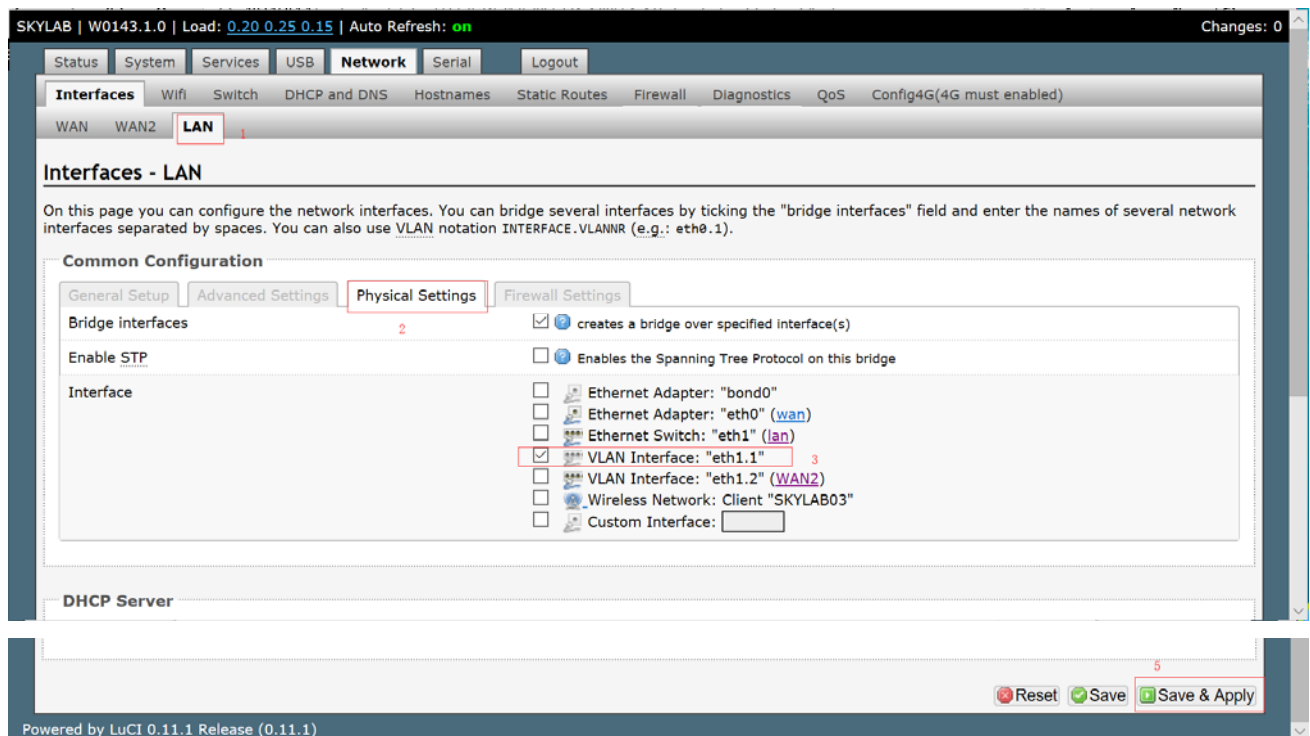 SKYLAB | W0143.1.0 | Load: 0.20 0.25 0.15 | Auto Refresh: on Changes: 0
Status System Services USB Network Serial Logout
Interfaces Wifi Switch DHCP and DNS Hostnames Static Routes Firewall Diagnostics QoS Config4G(4G must enabled)
WAN WAN2 LAN 1
Interfaces - LAN
On this page you can configure the network interfaces. You can bridge several interfaces by ticking the "bridge interfaces" field and enter the names of several network
interfaces separated by spaces. You can also use VLAN notation INTERFACE.VLANNR (e.g.: eth0.1).
Common Configuration
General Setup Advanced Settings Physical Settings Firewall Settings
Bridge interfaces 2 creates a bridge over specified interface(s)
Enable STP Enables the Spanning Tree Protocol on this bridge
Interface Ethernet Adapter: "bond0"
Ethernet Adapter: "eth0" (wan)
Ethernet Switch: "eth1" (lan)
VLAN Interface: "eth1.1" 3
VLAN Interface: "eth1.2" (WAN2)
Wireless Network: Client "SKYLAB03"
Custom Interface:
DHCP Server
5
Reset Save Save & Apply
Powered by LuCI 0.11.1 Release (0.11.1)